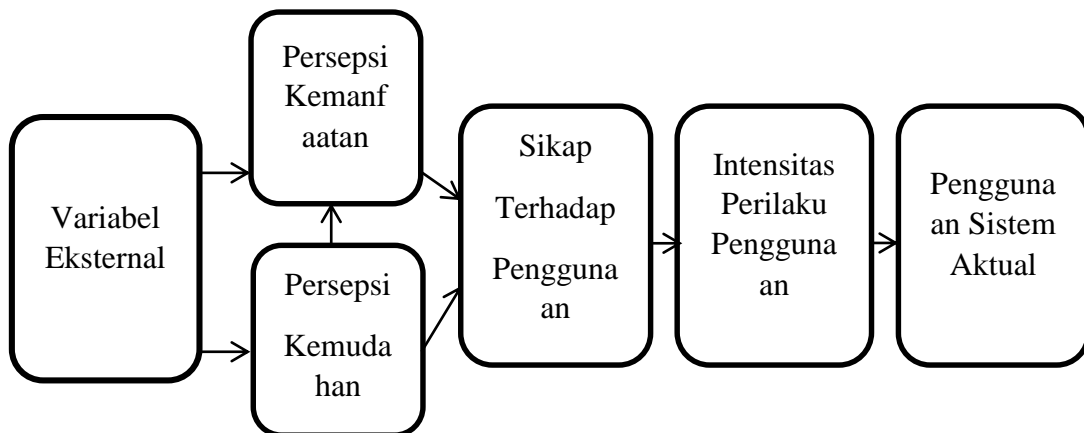 Variabel
Eksternal
Persepsi
Kemanf
aatan
Persepsi
Kemuda
han
Sikap
Terhadap
Pengguna
an
Intensitas
Perilaku
Pengguna
an
Pengguna
an Sistem
Aktual